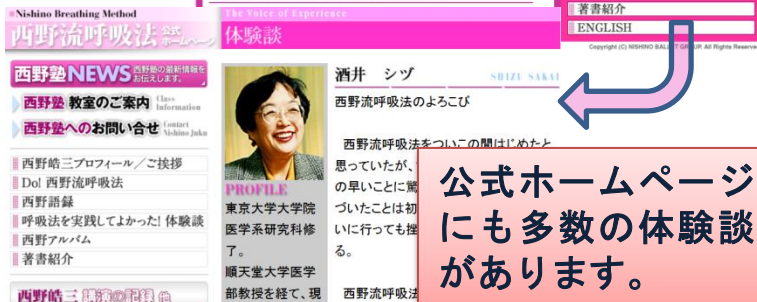 Nishino Breathing Method
西野流呼吸法 公式ホームページ
西野塾NEWS 西野塾の最新情報をお伝えします。
西野塾 教室のご案内 Class Information
西野塾へのお問い合せ Contact Nishino Juku
西野皓三プロフィール／ご挨拶
Do! 西野流呼吸法
西野語録
呼吸法を実践してよかった! 体験談
西野アルバム
著書紹介
西野皓三 講演の記録 他
The Voice of Experience
体験談
PROFILE
東京大学大学院
医学系研究科修
了。
順天堂大学医学
部教授を経て、現
酒井 シヅ SHIZU SAKAI
西野流呼吸法のよろこび
西野流呼吸法をついこの間はじめたと
思っていたが、
の早いことに驚
づいたことは初
いに行っても挫
る。
西野流呼吸法
著書紹介
ENGLISH
Copyright (C) NISHINO BALLET GROUP. All Rights Reserve
公式ホームページ
にも多数の体験談
があります。